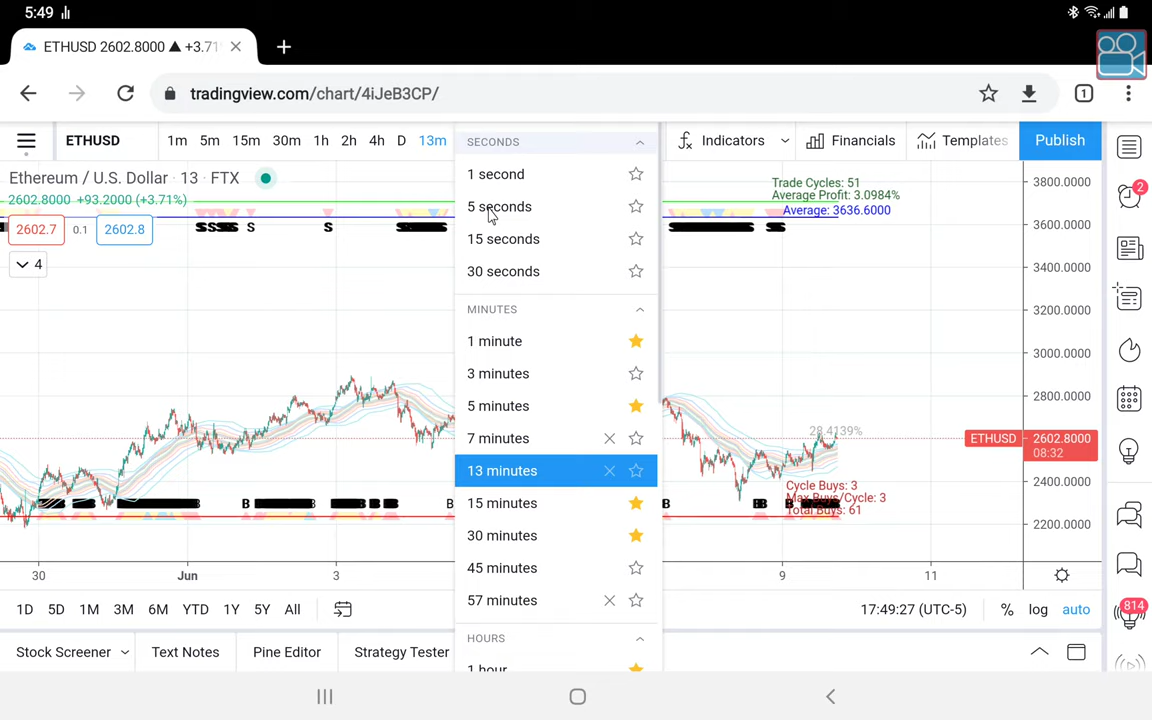 5:49
ETHUSD 2602.8000 ▲ +3.71
tradingview.com/chart/4iJeB3CP/
1
ETHUSD 1m 5m 15m 30m 1h 2h 4h D 13m
Indicators Financials Templates Publish
SECONDS
1 second
5 seconds
15 seconds
30 seconds
MINUTES
1 minute
3 minutes
5 minutes
7 minutes
13 minutes
15 minutes
30 minutes
45 minutes
57 minutes
HOURS
1 hour
Ethereum / U.S. Dollar · 13 · FTX
2602.8000 +93.2000 (+3.71%)
2602.7 0.1 2602.8
4
S S
B B
B B
Trade Cycles: 51
Average Profit: 3.0984%
Average: 3636.6000
28.4139%
Cycle Buys: 3
Max Buys/Cycle: 3
Total Buys: 61
3800.0000
3600.0000
3400.0000
3200.0000
3000.0000
2800.0000
ETHUSD 2602.8000
08:32
2400.0000
2200.0000
2
814
30 Jun 3 9 11
1D 5D 1M 3M 6M YTD 1Y 5Y All
17:49:27 (UTC-5) % log auto
Stock Screener Text Notes Pine Editor Strategy Tester